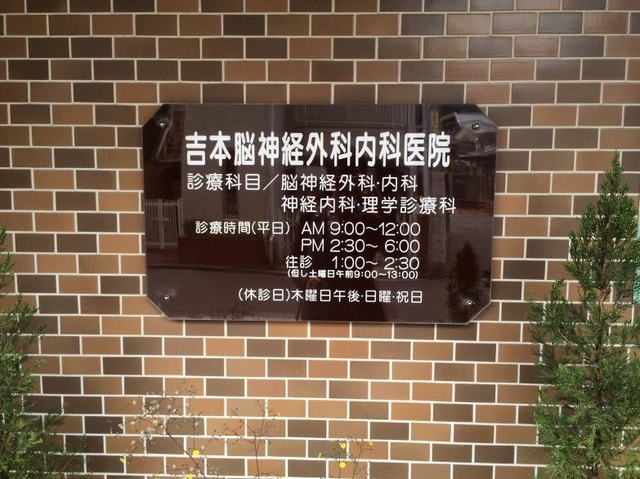 吉本脳神経外科内科医院
診療科目／脳神経外科・内科
神経内科・理学診療科
診療時間(平日) AM 9:00～12:00
PM 2:30～ 6:00
往診 1:00～ 2:30
(但し土曜日午前9:00～13:00)
(休診日)木曜日午後・日曜・祝日